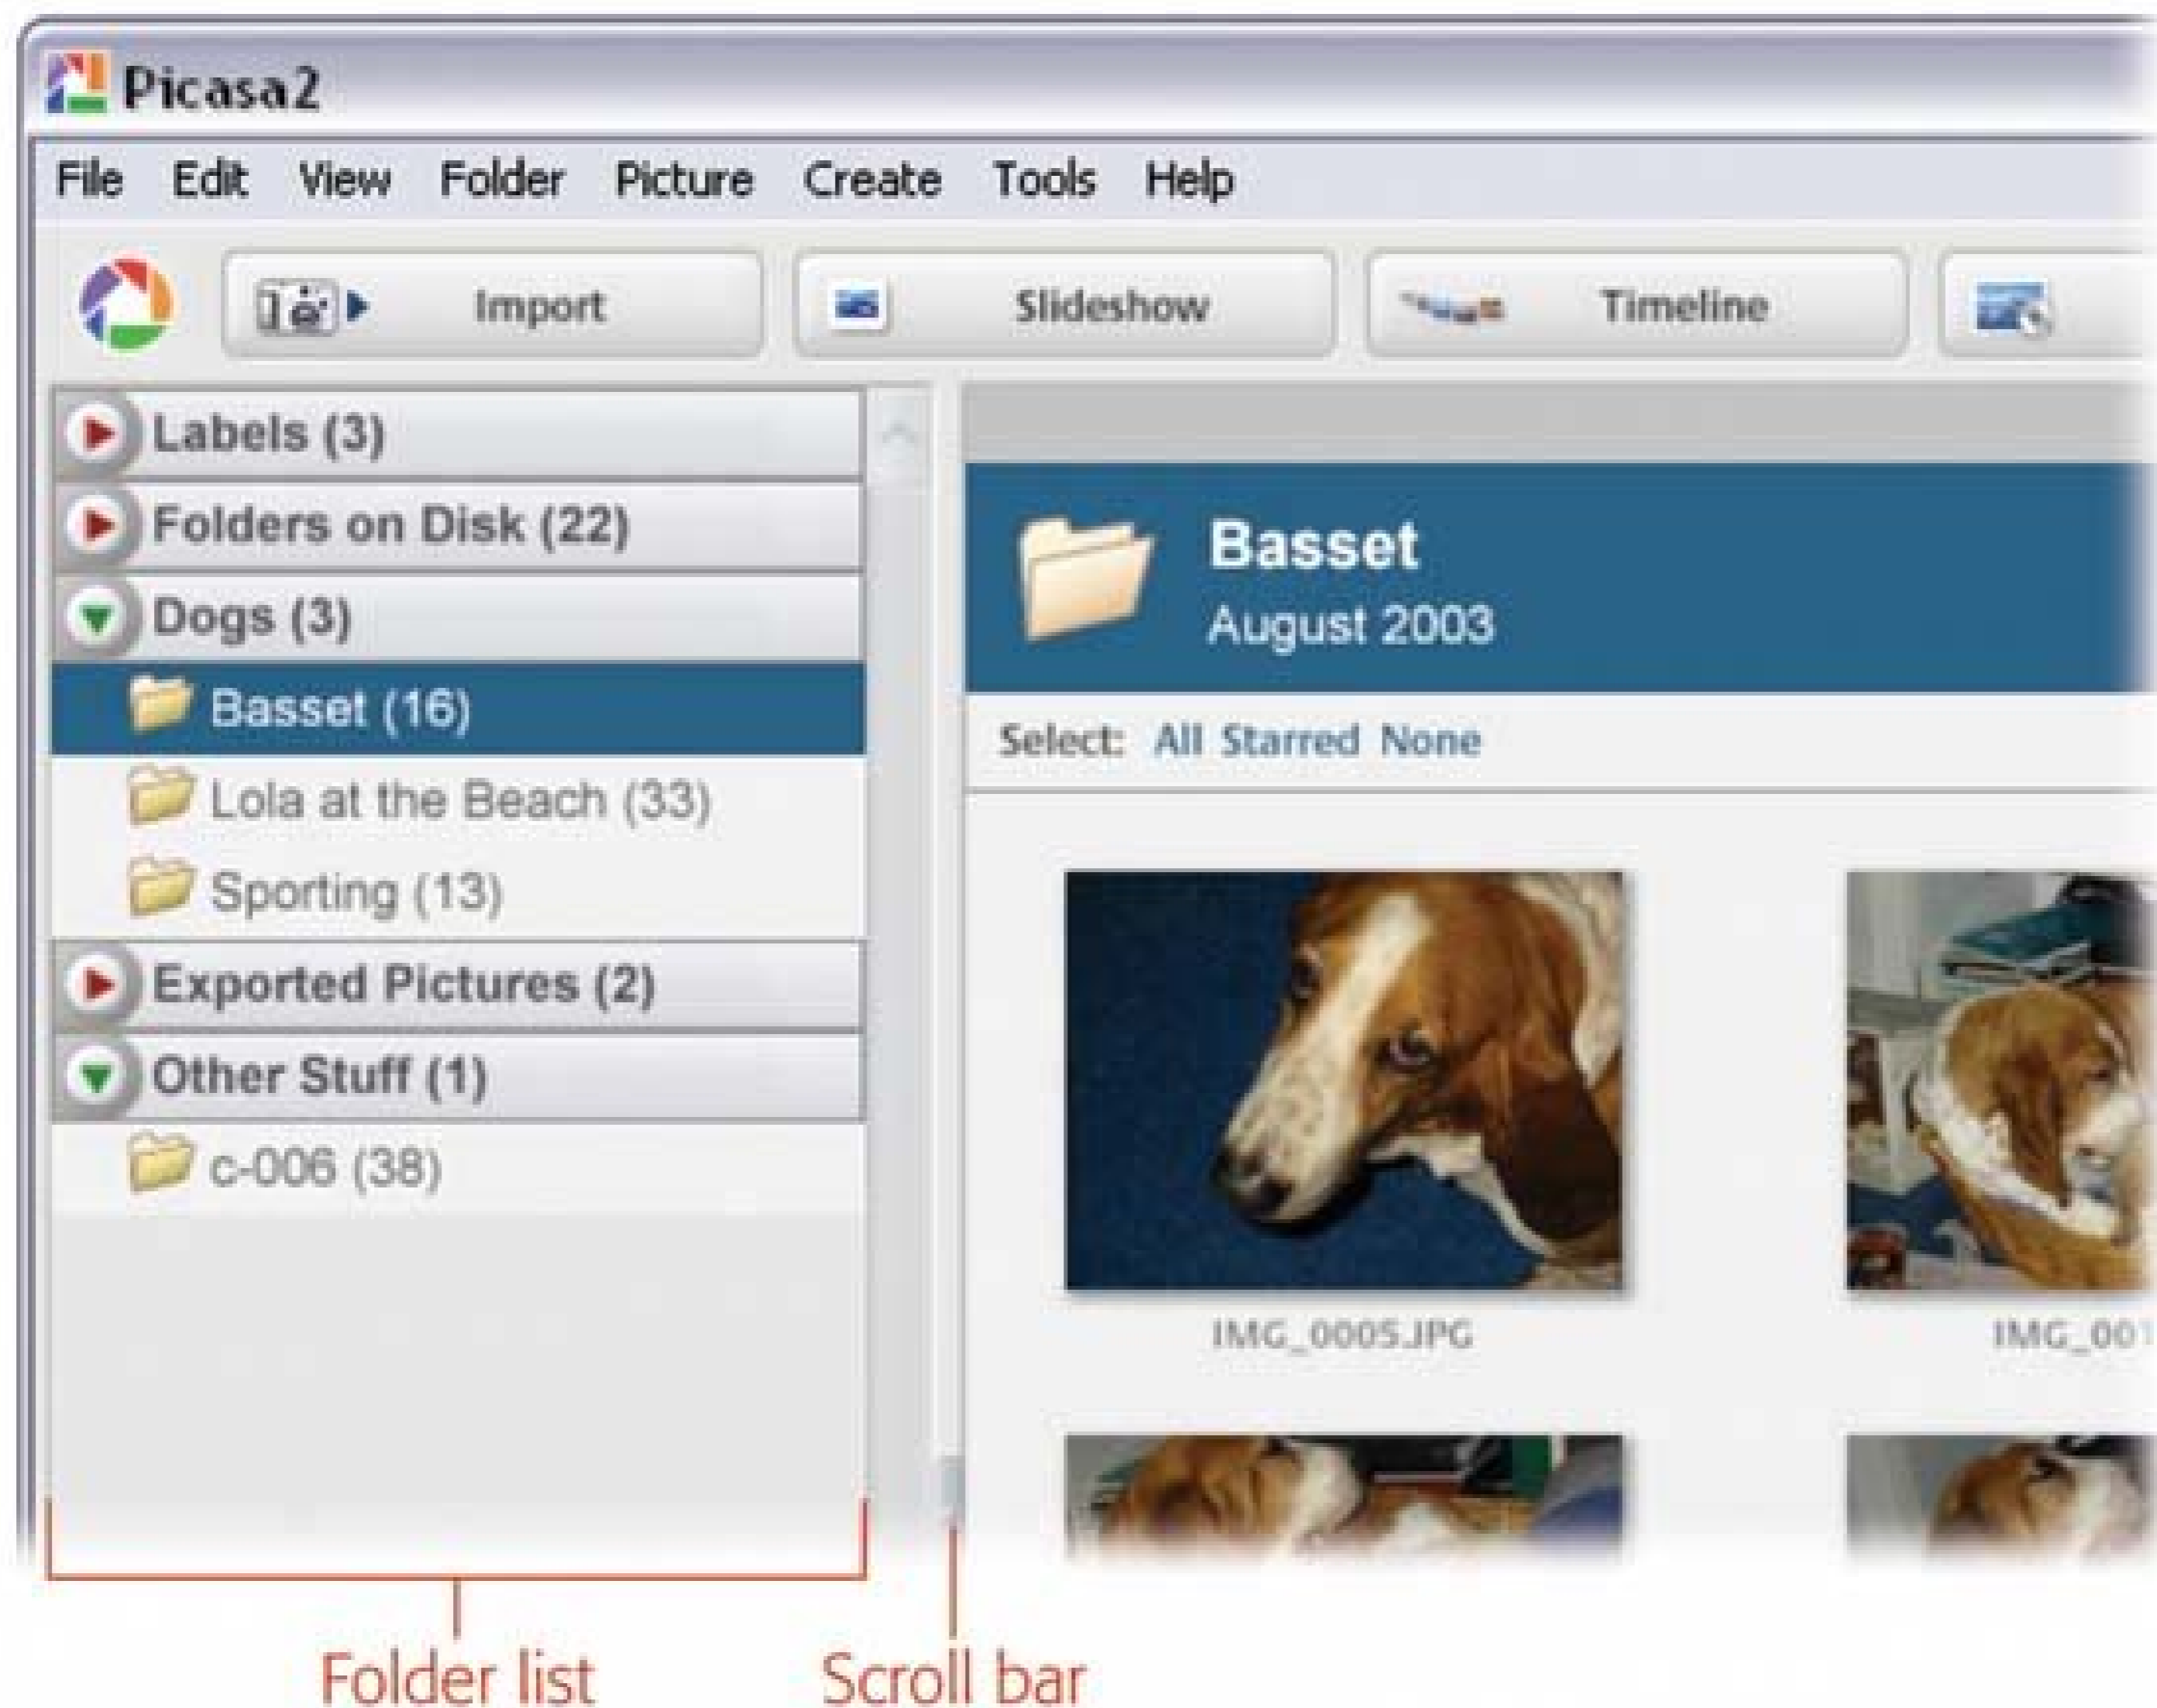 Picasa2
File Edit View Folder Picture Create Tools Help
Import Slideshow Timeline
Labels (3)
Folders on Disk (22)
Dogs (3)
Basset (16)
Lola at the Beach (33)
Sporting (13)
Exported Pictures (2)
Other Stuff (1)
c-006 (38)
Basset
August 2003
Select: All Starred None
IMG_0005.JPG
IMG_001
Folder list
Scroll bar